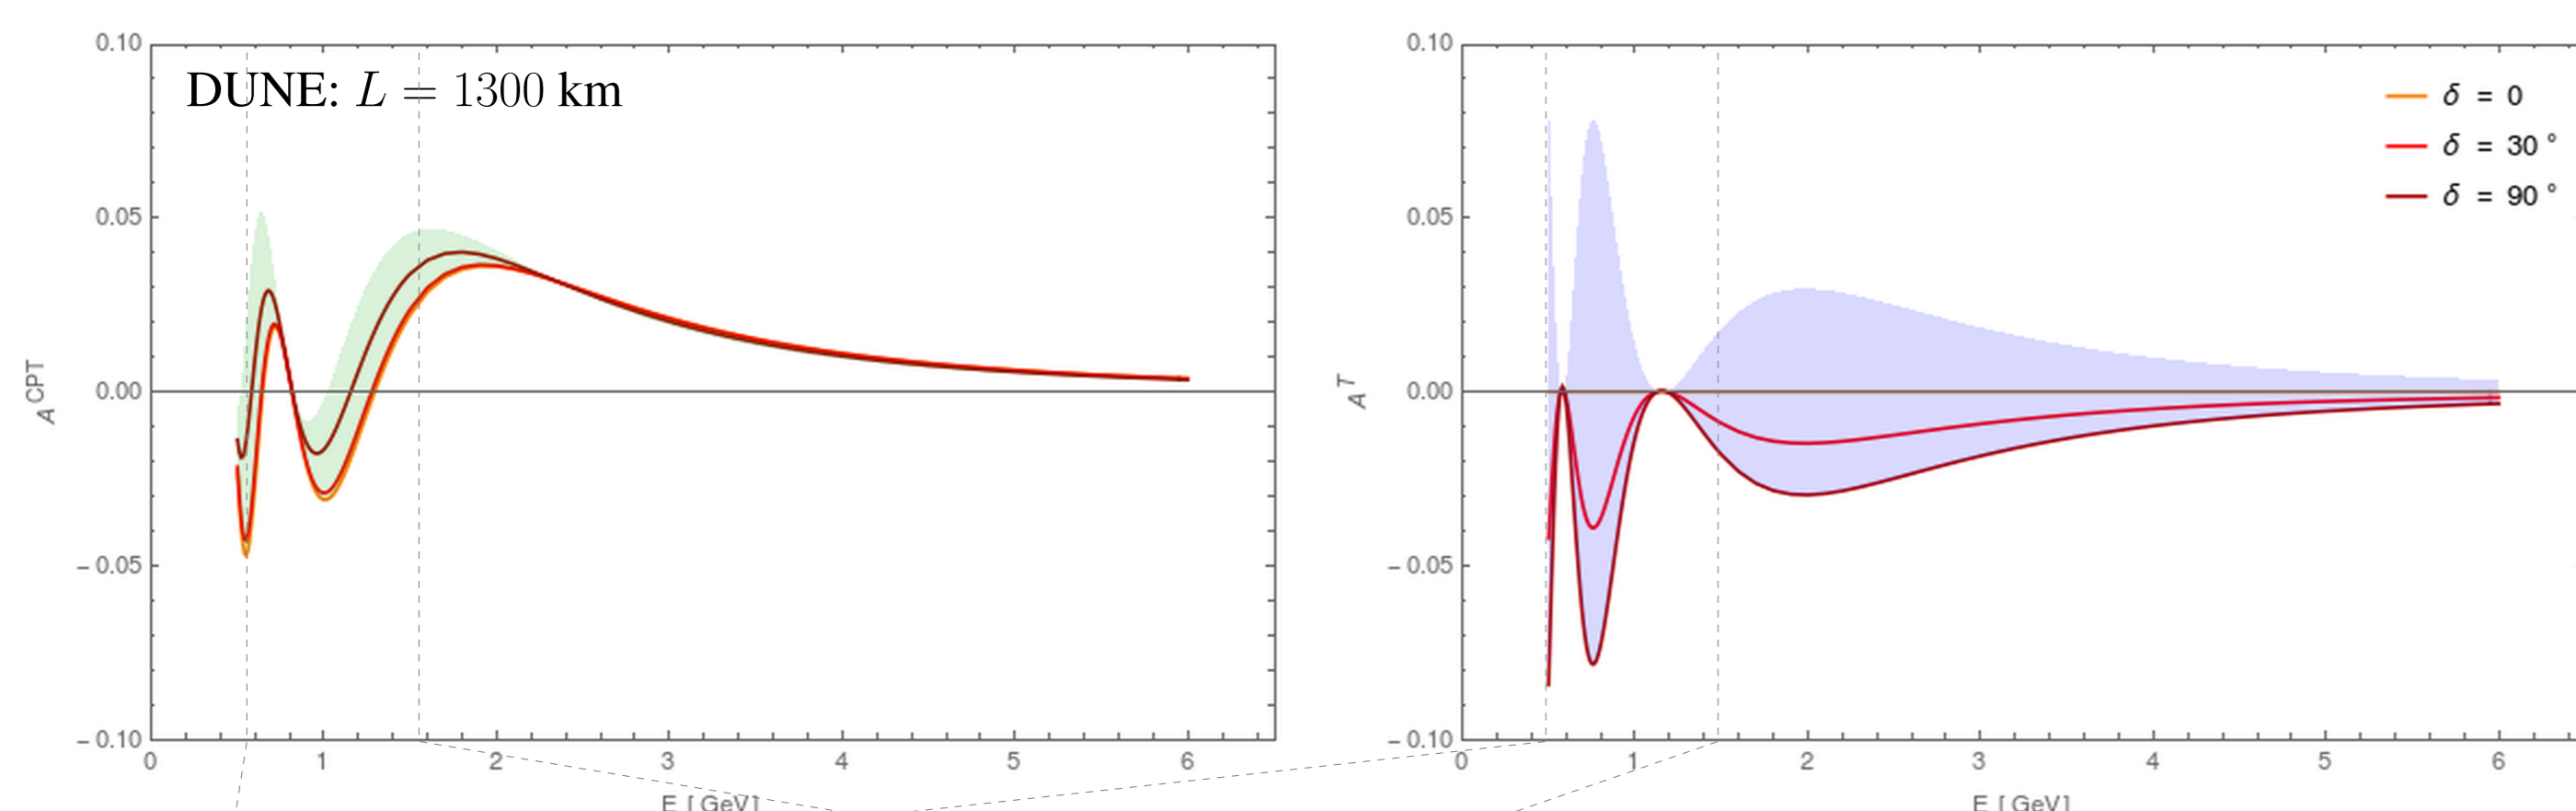 0.10
DUNE: L = 1300 km
0.05
0.00
A^CPT
− 0.05
− 0.10
0 1 2 3 4 5 6
E [GeV]
0.10
δ = 0
δ = 30 °
0.05
δ = 90 °
0.00
A^T
− 0.05
− 0.10
0 1 2 3 4 5 6
E [GeV]